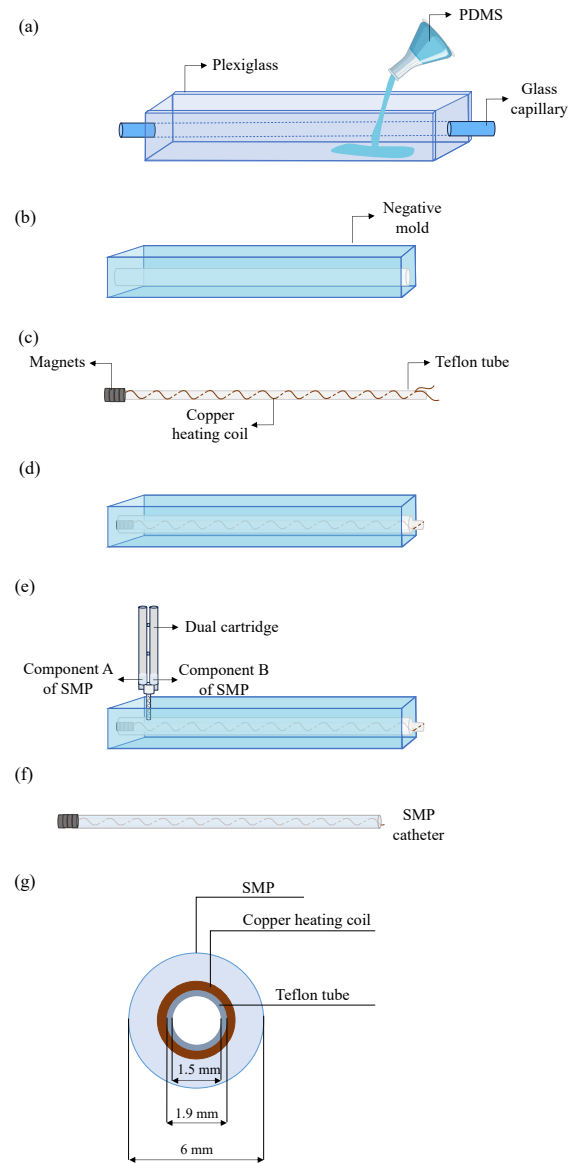 (a)
PDMS
Plexiglass
Glass
capillary
(b)
Negative
mold
(c)
Magnets
Teflon tube
Copper
heating coil
(d)
(e)
Dual cartridge
Component A
of SMP
Component B
of SMP
(f)
SMP
catheter
(g)
SMP
Copper heating coil
Teflon tube
1.5 mm
1.9 mm
6 mm